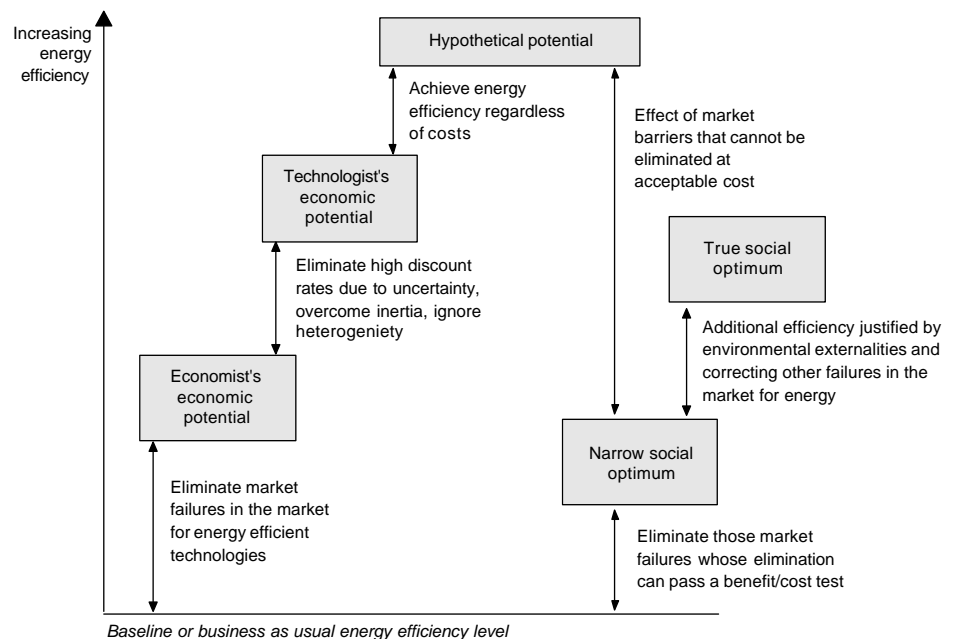 Increasing
energy
efficiency
Hypothetical potential
Achieve energy
efficiency regardless
of costs
Effect of market
barriers that cannot be
eliminated at
acceptable cost
Technologist's
economic
potential
True social
optimum
Eliminate high discount
rates due to uncertainty,
overcome inertia, ignore
heterogeniety
Additional efficiency justified by
environmental externalities and
correcting other failures in the
market for energy
Economist's
economic
potential
Narrow social
optimum
Eliminate market
failures in the market
for energy efficient
technologies
Eliminate those market
failures whose elimination
can pass a benefit/cost test
Baseline or business as usual energy efficiency level